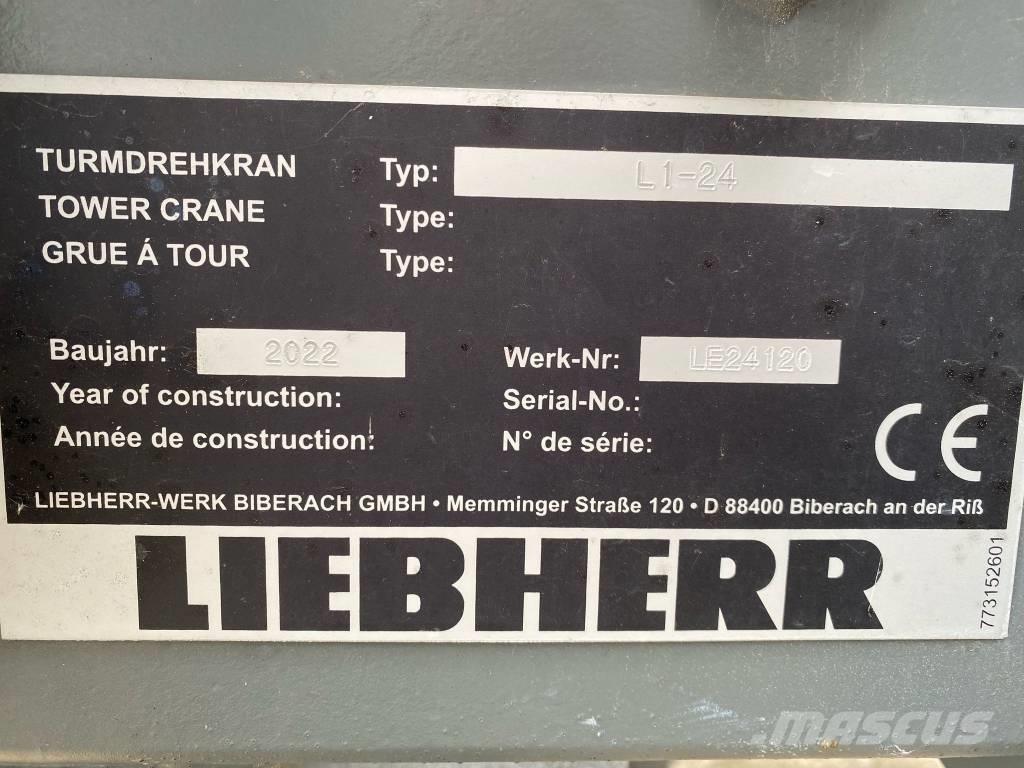 TURMDREHKRAN Typ: L1-24
TOWER CRANE Type:
GRUE Á TOUR Type:
Baujahr: 2022 Werk-Nr: LE24120
Year of construction: Serial-No.:
Année de construction: N° de série:
CE
LIEBHERR-WERK BIBERACH GMBH • Memminger Straße 120 • D 88400 Biberach an der Riß
LIEBHERR
773152601
MASCUS